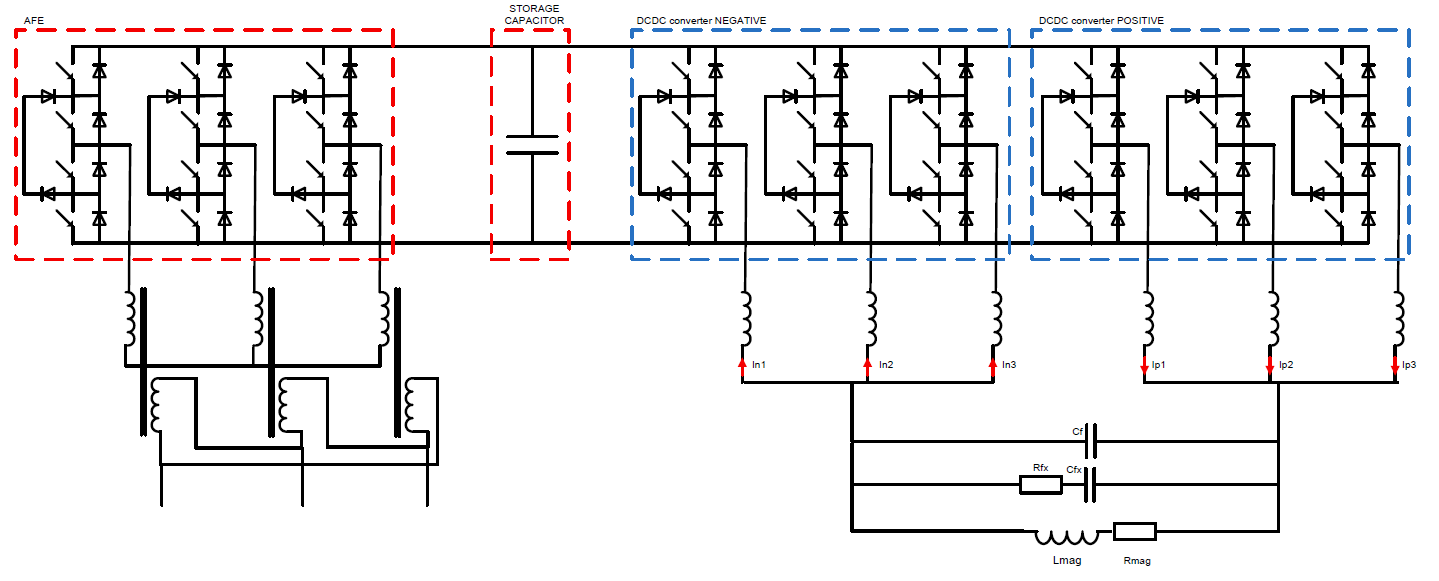 AFE
STORAGE
CAPACITOR
DCDC converter NEGATIVE
DCDC converter POSITIVE
In1
In2
In3
Ip1
Ip2
Ip3
Cf
Rfx
Cfx
Lmag
Rmag